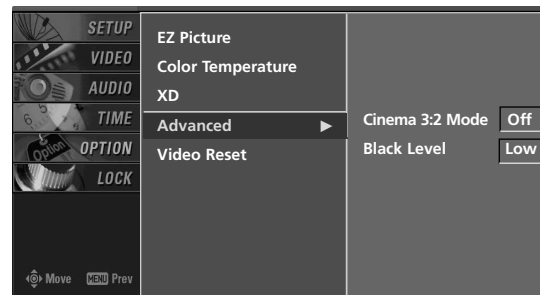 SETUP
VIDEO
AUDIO
TIME
OPTION
LOCK
Move MENU Prev
EZ Picture
Color Temperature
XD
Advanced ▶
Video Reset
Cinema 3:2 Mode Off
Black Level Low